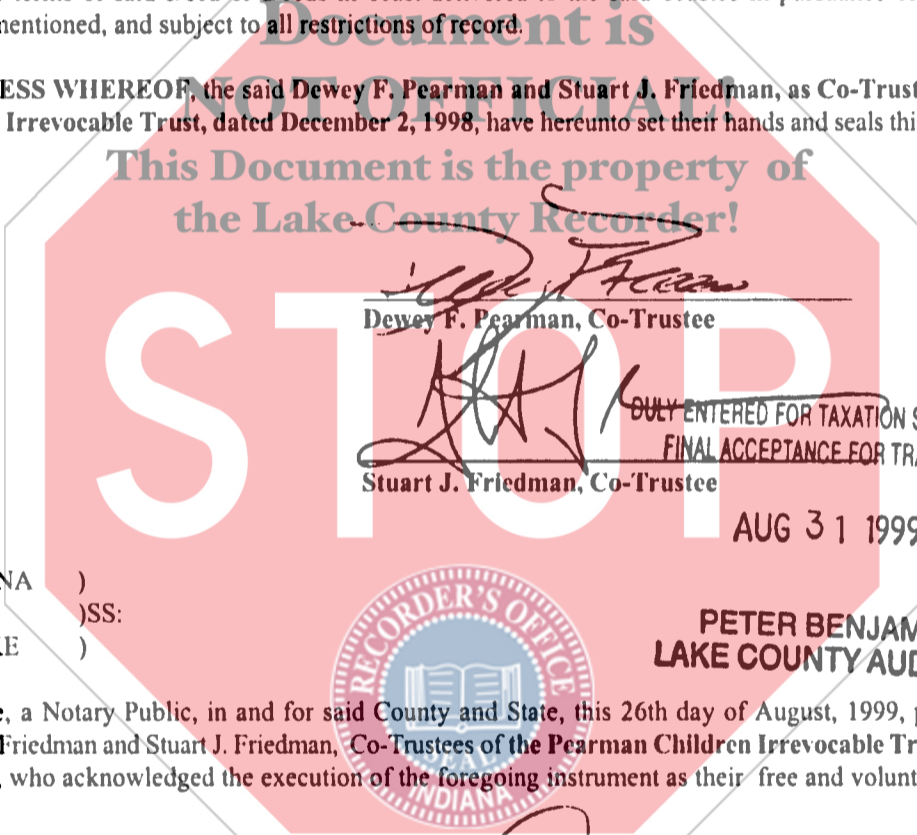 mentioned, and subject to all restrictions of record.
Document is
ESS WHEREOF, the said Dewey F. Pearman and Stuart J. Friedman, as Co-Trust
NOT OFFICIAL!
Irrevocable Trust, dated December 2, 1998, have hereunto set their hands and seals thi
This Document is the property of
the Lake County Recorder!
Dewey F. Pearman, Co-Trustee
STOP
DULY ENTERED FOR TAXATION S
FINAL ACCEPTANCE FOR TRA
Stuart J. Friedman, Co-Trustee
AUG 31 1999
NA )
)SS:
KE )
PETER BENJAM
LAKE COUNTY AUD
RECORDER'S OFFICE
SEAL
INDIANA
, a Notary Public, in and for said County and State, this 26th day of August, 1999, p
Friedman and Stuart J. Friedman, Co-Trustees of the Pearman Children Irrevocable Tr
, who acknowledged the execution of the foregoing instrument as their free and volunt